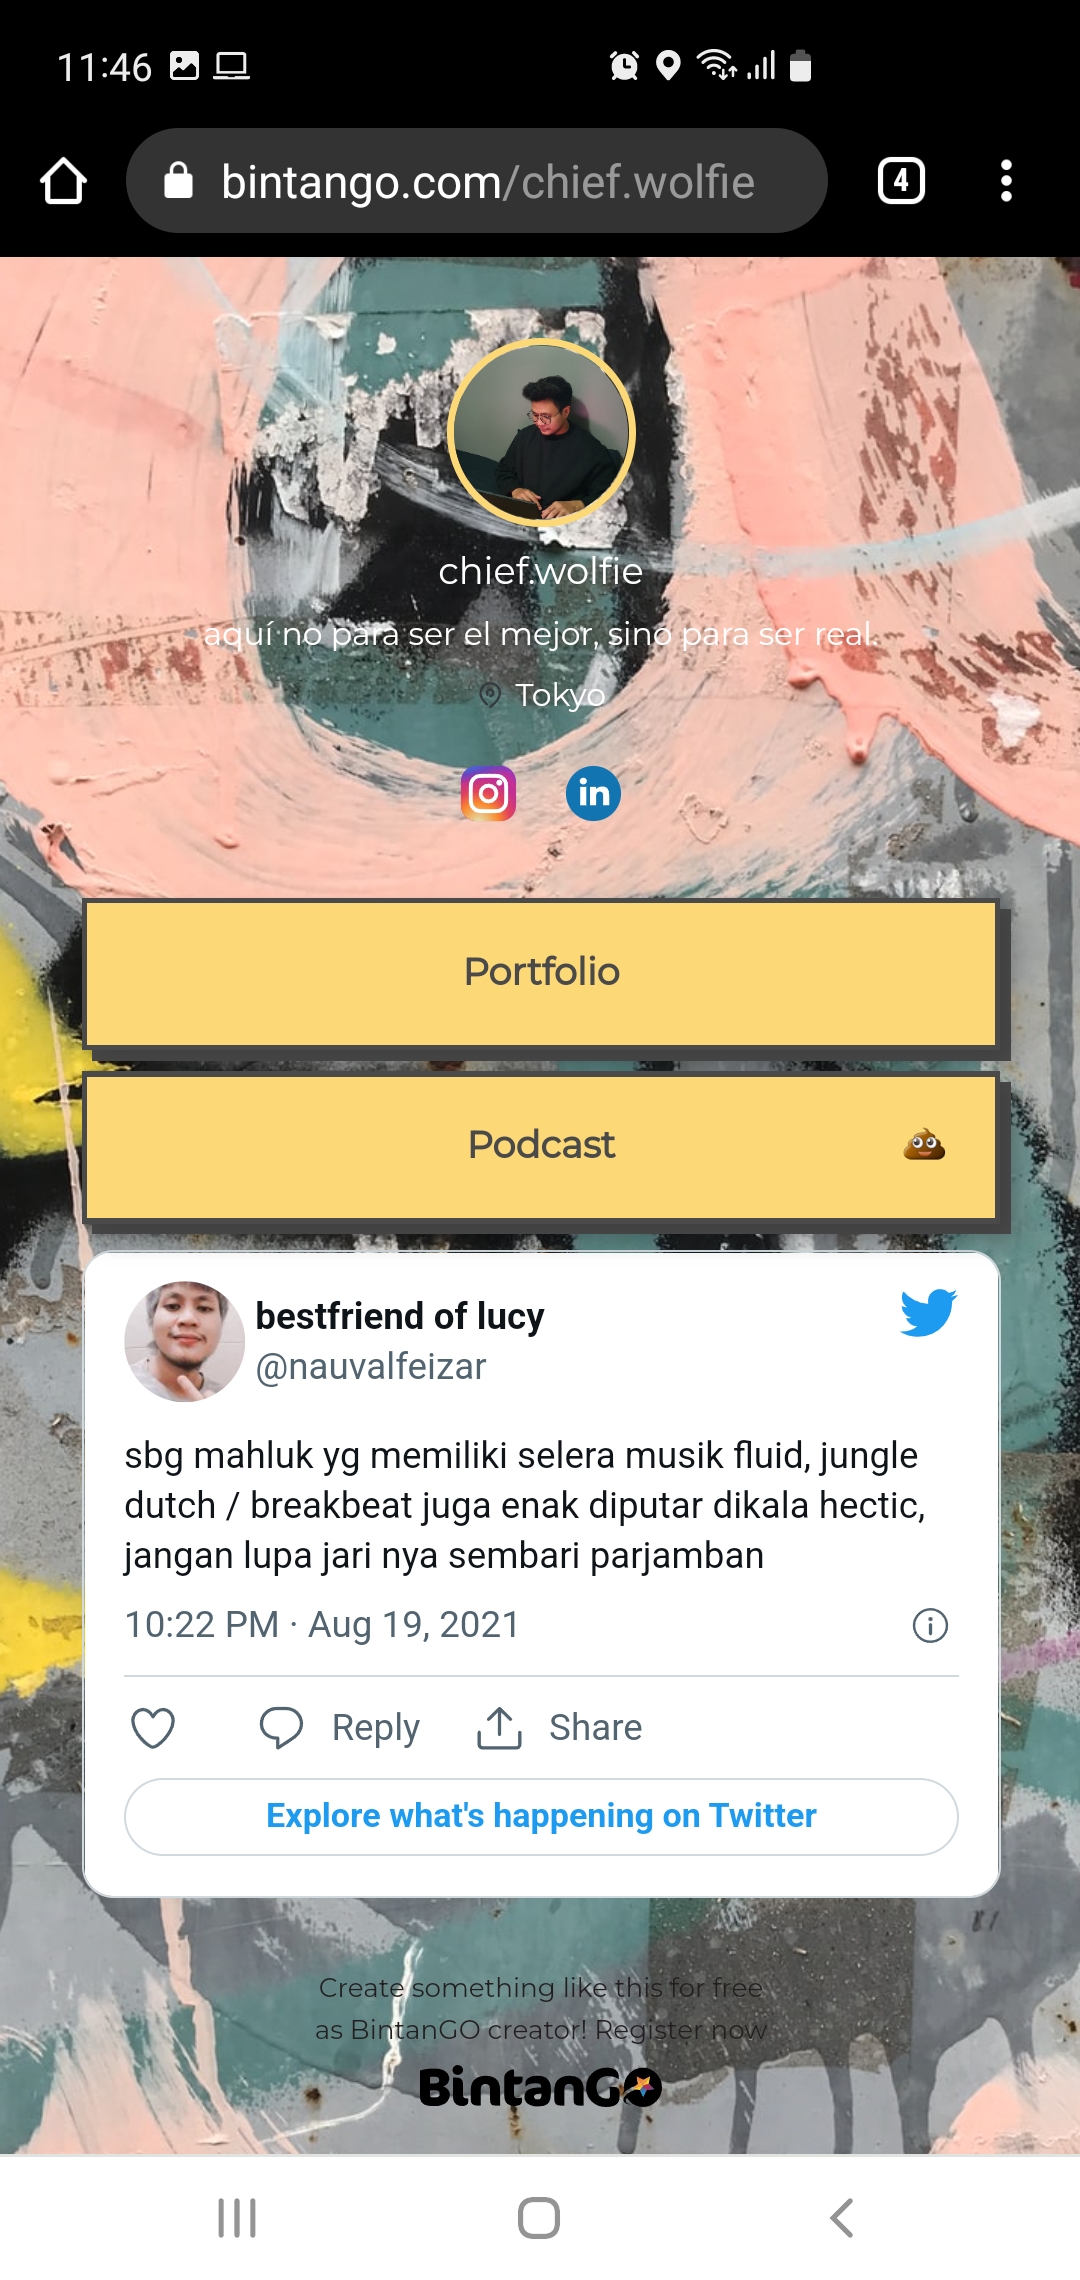 11:46
bintango.com/chief.wolfie
4
chief.wolfie
aquí no para ser el mejor, sino para ser real.
Tokyo
in
Portfolio
Podcast
bestfriend of lucy
@nauvalfeizar
sbg mahluk yg memiliki selera musik fluid, jungle
dutch / breakbeat juga enak diputar dikala hectic,
jangan lupa jari nya sembari parjamban
10:22 PM · Aug 19, 2021
Reply
Share
Explore what's happening on Twitter
Create something like this for free
as BintanGO creator! Register now
BintanGO